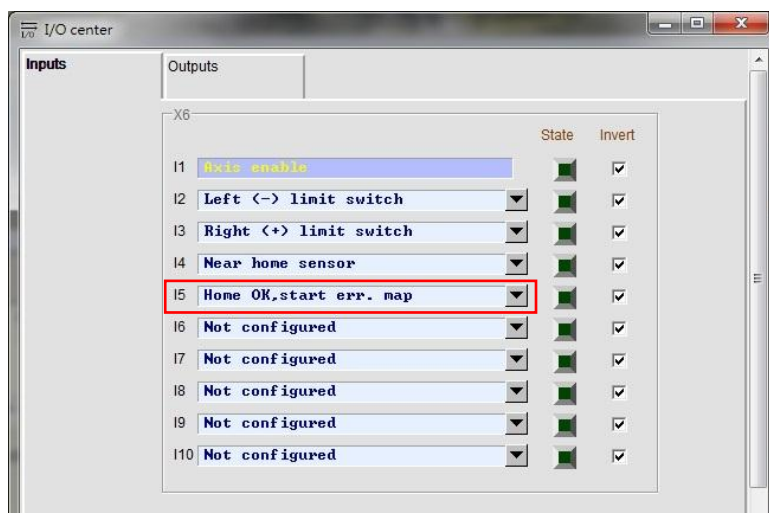 I/O I/O center
Inputs Outputs
X6
State Invert
I1 Axis enable
I2 Left (-) limit switch
I3 Right (+) limit switch
I4 Near home sensor
I5 Home OK,start err. map
I6 Not configured
I7 Not configured
I8 Not configured
I9 Not configured
I10 Not configured